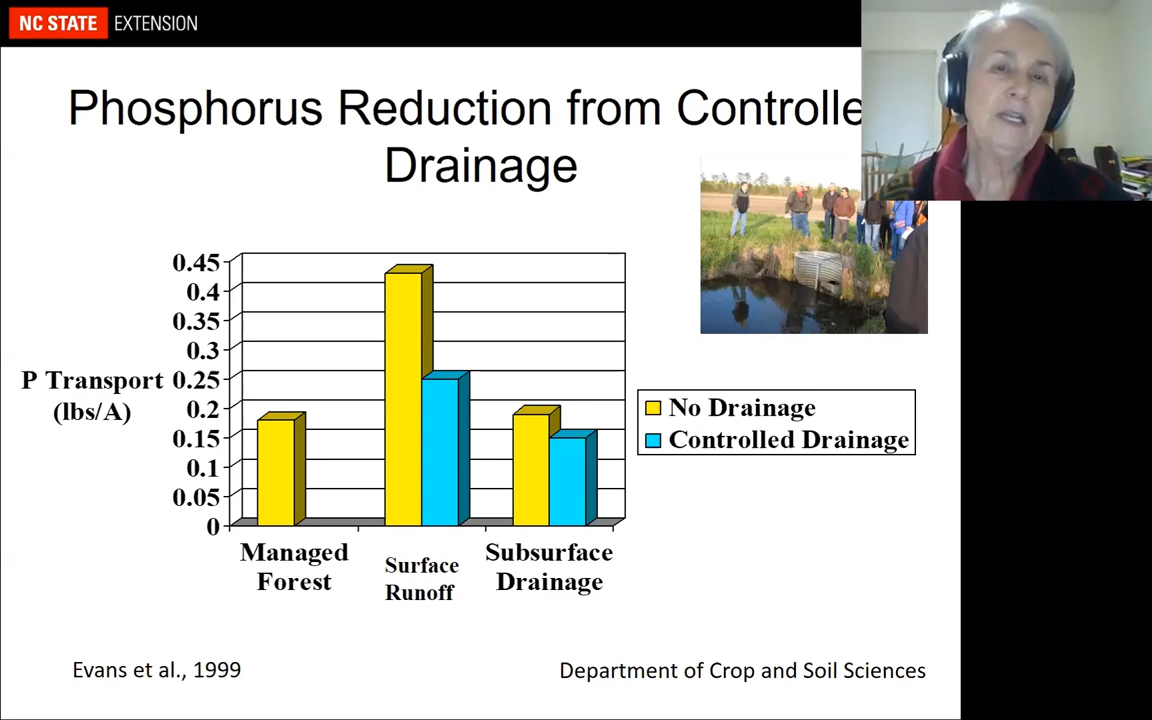 NC STATE EXTENSION
Phosphorus Reduction from Controlle
Drainage
0.45
0.4
0.35
0.3
P Transport 0.25
(lbs/A)
0.2
0.15
0.1
0.05
0
No Drainage
Controlled Drainage
Managed
Forest
Surface
Runoff
Subsurface
Drainage
Evans et al., 1999
Department of Crop and Soil Sciences